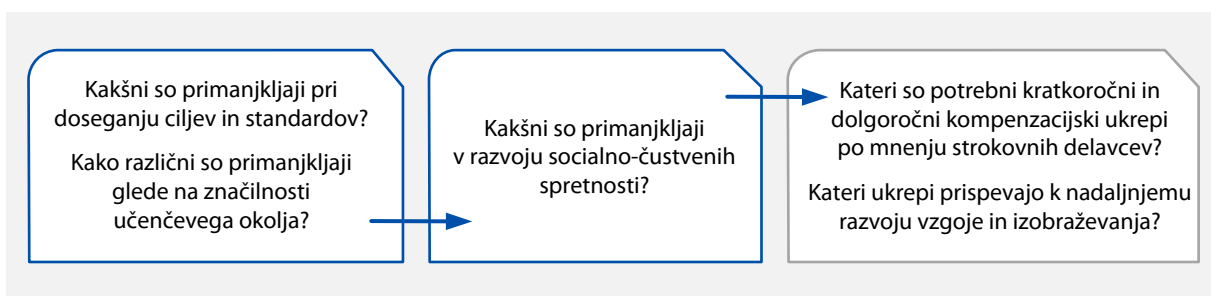 Kakšni so primanjkljaji pri
doseganju ciljev in standardov?
Kako različni so primanjkljaji
glede na značilnosti
učenčevega okolja?
Kakšni so primanjkljaji
v razvoju socialno-čustvenih
spretnosti?
Kateri so potrebni kratkoročni in
dolgoročni kompenzacijski ukrepi
po mnenju strokovnih delavcev?
Kateri ukrepi prispevajo k nadaljnjemu
razvoju vzgoje in izobraževanja?